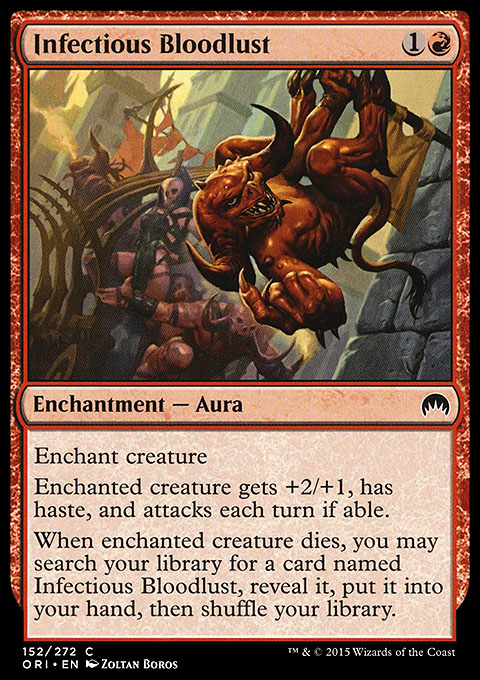 Infectious Bloodlust 1
Enchantment — Aura
Enchant creature
Enchanted creature gets +2/+1, has
haste, and attacks each turn if able.
When enchanted creature dies, you may
search your library for a card named
Infectious Bloodlust, reveal it, put it into
your hand, then shuffle your library.
152/272 C
ORI • EN Zoltan Boros ™ & © 2015 Wizards of the Coast